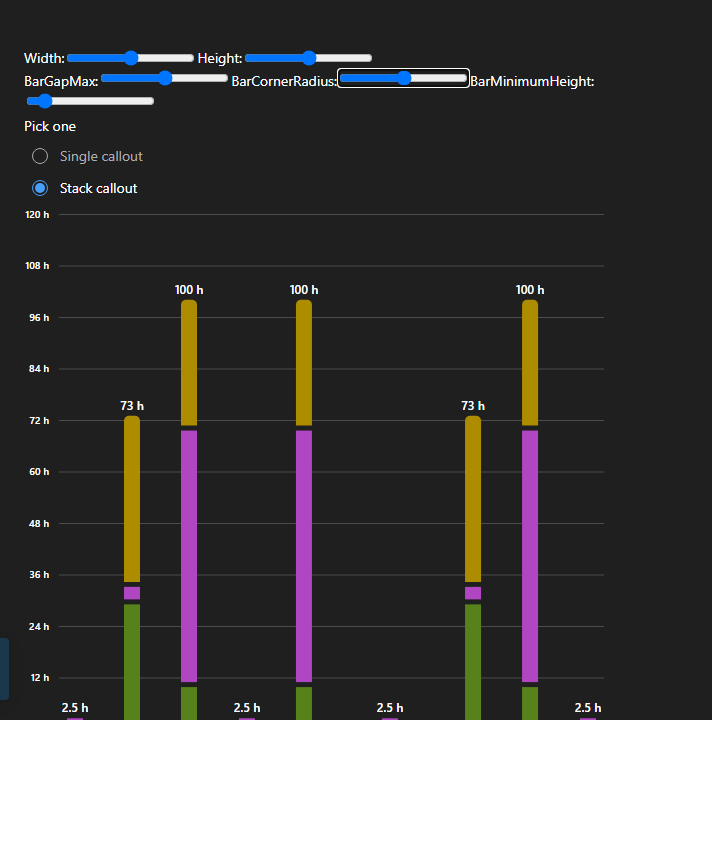 Width: Height:
BarGapMax: BarCornerRadius: BarMinimumHeight:
Pick one
Single callout
Stack callout
120 h
108 h
100 h 100 h 100 h
96 h
84 h
73 h 73 h
72 h
60 h
48 h
36 h
24 h
12 h
2.5 h 2.5 h 2.5 h 2.5 h